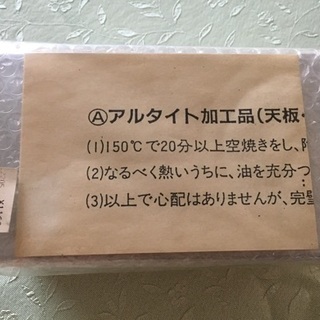 Ⓐアルタイト加工品(天板・
(1)150℃で20分以上空焼きをし、
(2)なるべく熱いうちに、油を充分つ
(3)以上で心配はありませんが、完璧